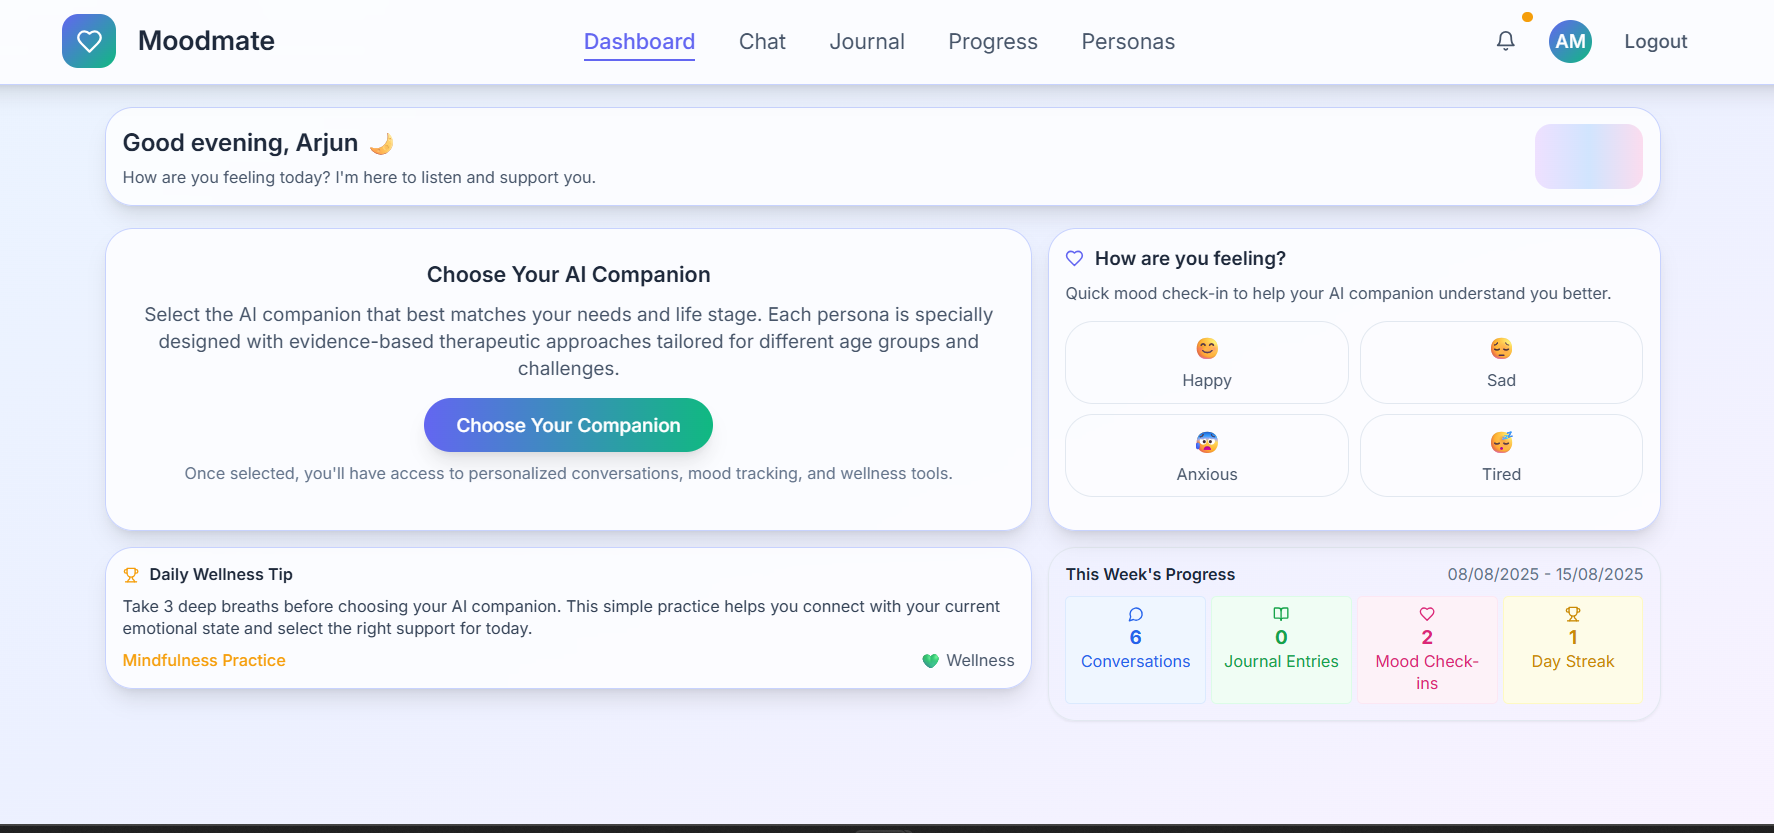 Moodmate
Dashboard
Chat
Journal
Progress
Personas
AM
Logout
Good evening, Arjun 🌙
How are you feeling today? I'm here to listen and support you.
Choose Your AI Companion
Select the AI companion that best matches your needs and life stage. Each persona is specially
designed with evidence-based therapeutic approaches tailored for different age groups and
challenges.
Choose Your Companion
Once selected, you'll have access to personalized conversations, mood tracking, and wellness tools.
How are you feeling?
Quick mood check-in to help your AI companion understand you better.
Happy
Sad
Anxious
Tired
Daily Wellness Tip
Take 3 deep breaths before choosing your AI companion. This simple practice helps you connect with your current
emotional state and select the right support for today.
Mindfulness Practice
💚 Wellness
This Week's Progress
08/08/2025 - 15/08/2025
6
Conversations
0
Journal Entries
2
Mood Check-
ins
1
Day Streak